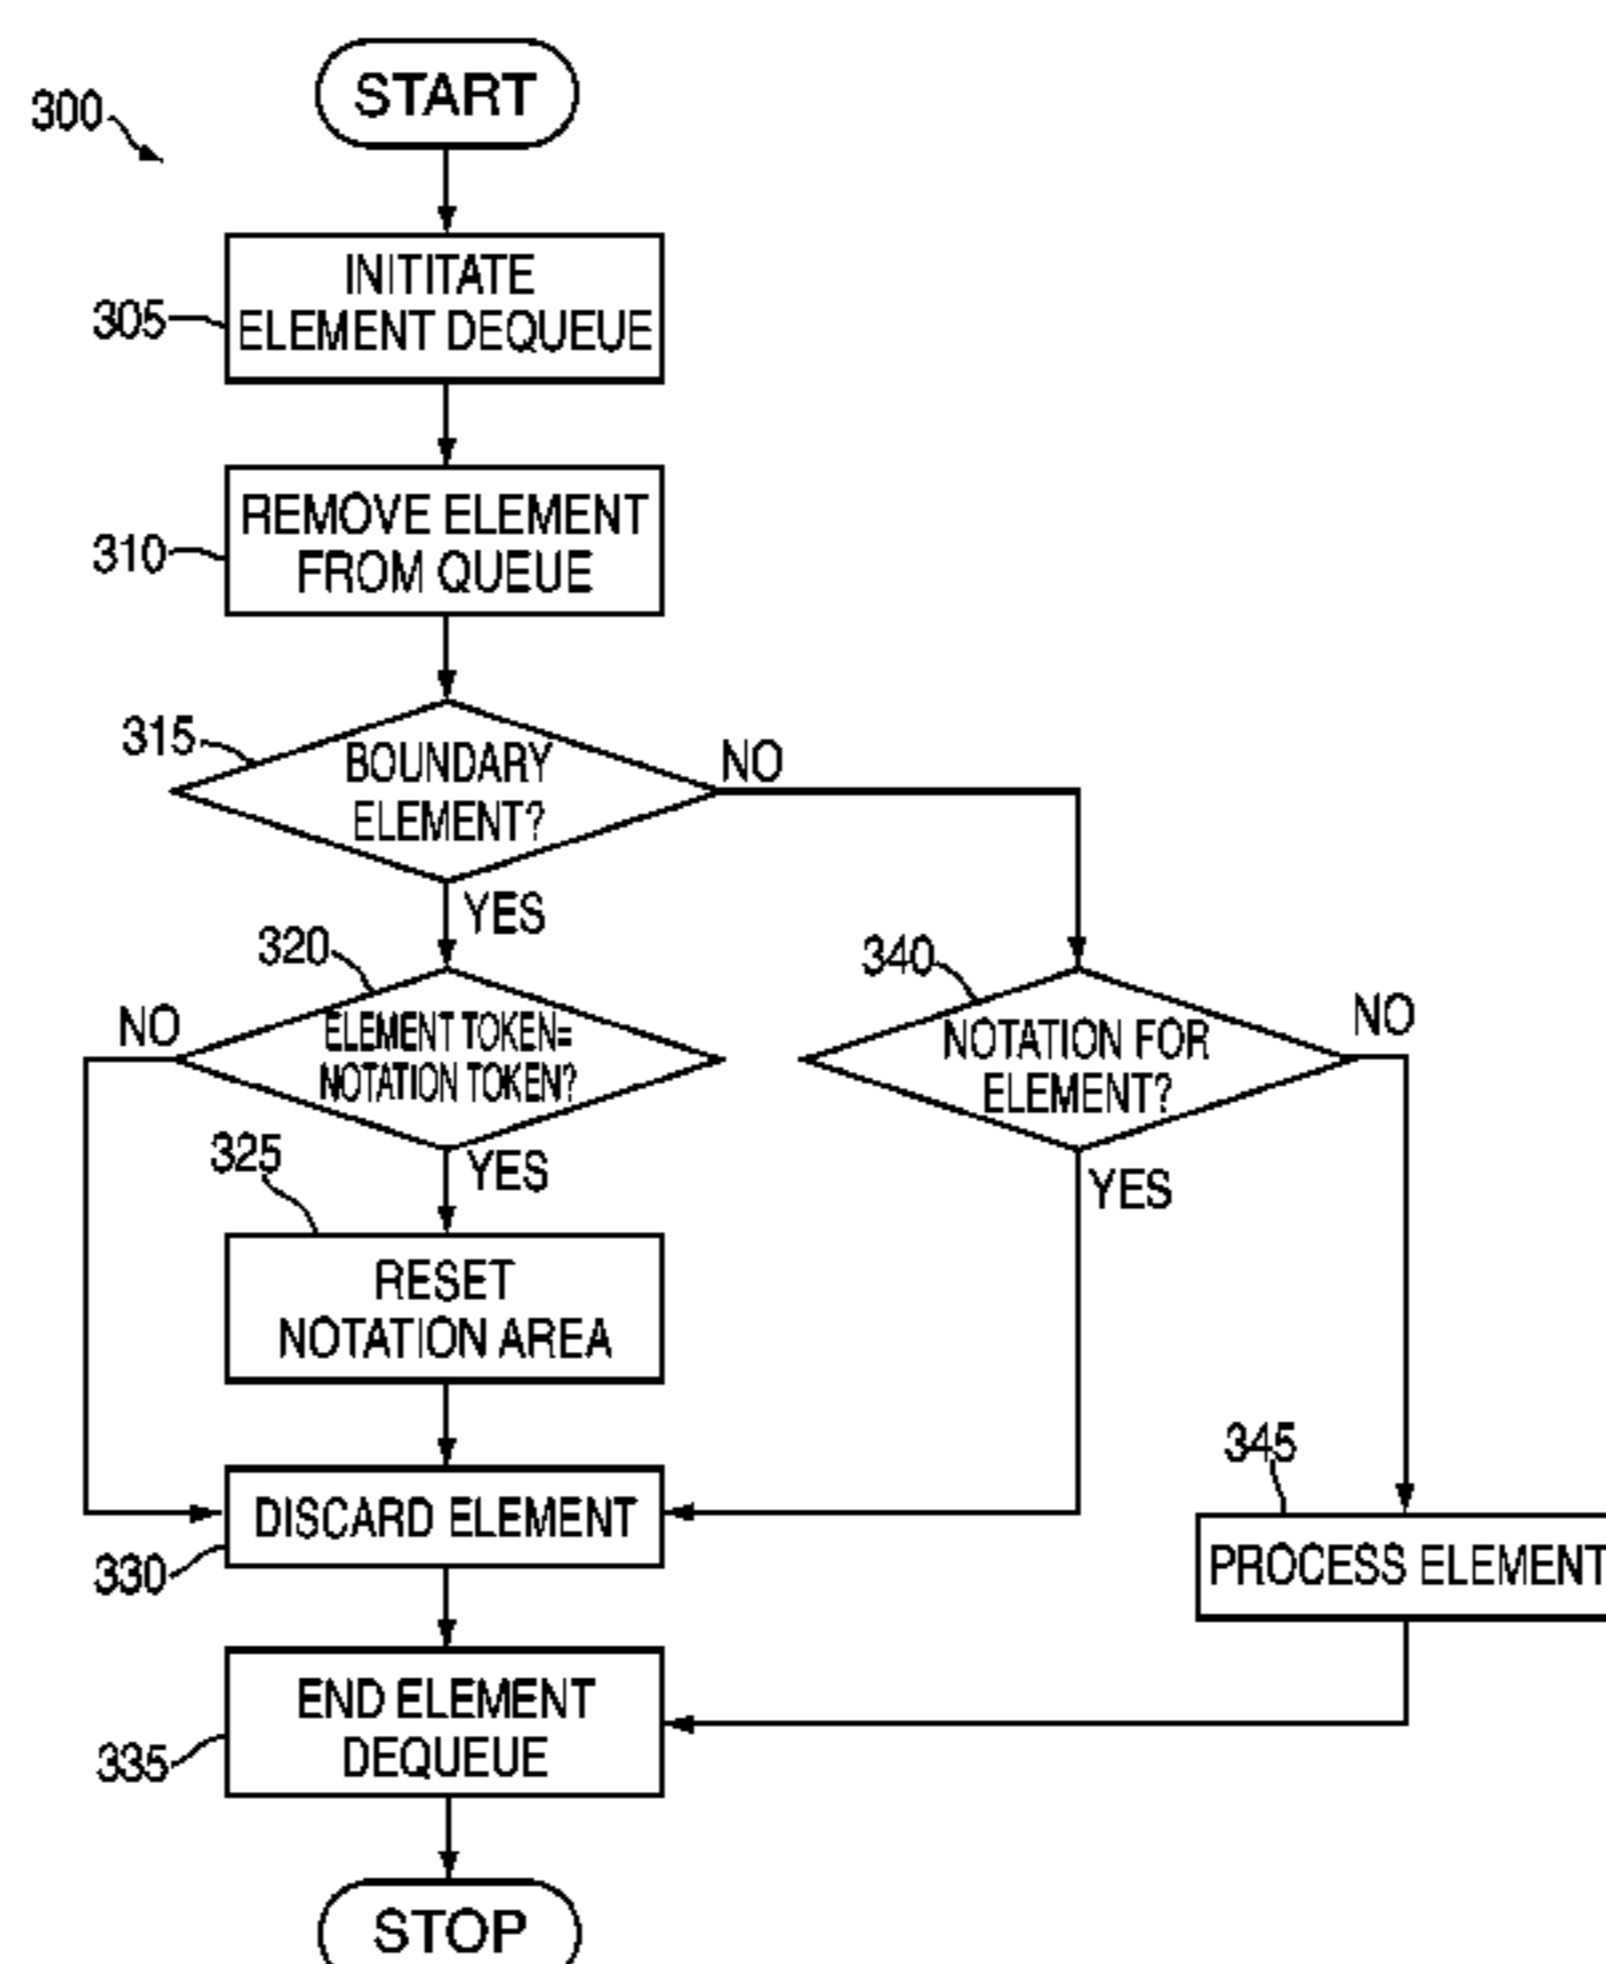 START
300
INITITATE
ELEMENT DEQUEUE
305
REMOVE ELEMENT
FROM QUEUE
310
315
BOUNDARY
ELEMENT?
NO
YES
320
340
NO
ELEMENT TOKEN=
NOTATION TOKEN?
NOTATION FOR
ELEMENT?
NO
325
YES
YES
RESET
NOTATION AREA
345
DISCARD ELEMENT
330
PROCESS ELEMENT
END ELEMENT
DEQUEUE
335
STOP